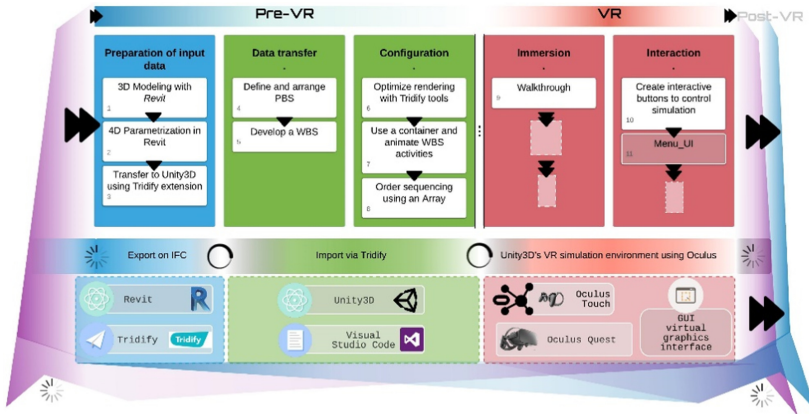 Pre-VR
VR
Post-VR
Preparation of input
data
3D Modeling with
Revit
1
4D Parametrization in
Revit
2
Transfer to Unity3D
using Tridify extension
3
Data transfer
.
Define and arrange
PBS
4
Develop a WBS
5
Configuration
.
Optimize rendering
with Tridify tools
6
Use a container and
animate WBS
activities
7
Order sequencing
using an Array
8
Immersion
.
Walkthrough
9
Interaction
.
Create interactive
buttons to control
simulation
10
Menu_UI
11
Export on IFC
Import via Tridify
Unity3D's VR simulation environment using Oculus
Revit
R
Tridify
Tridify
Unity3D
Visual
Studio Code
Oculus
Touch
Oculus Quest
GUI
virtual
graphics
interface